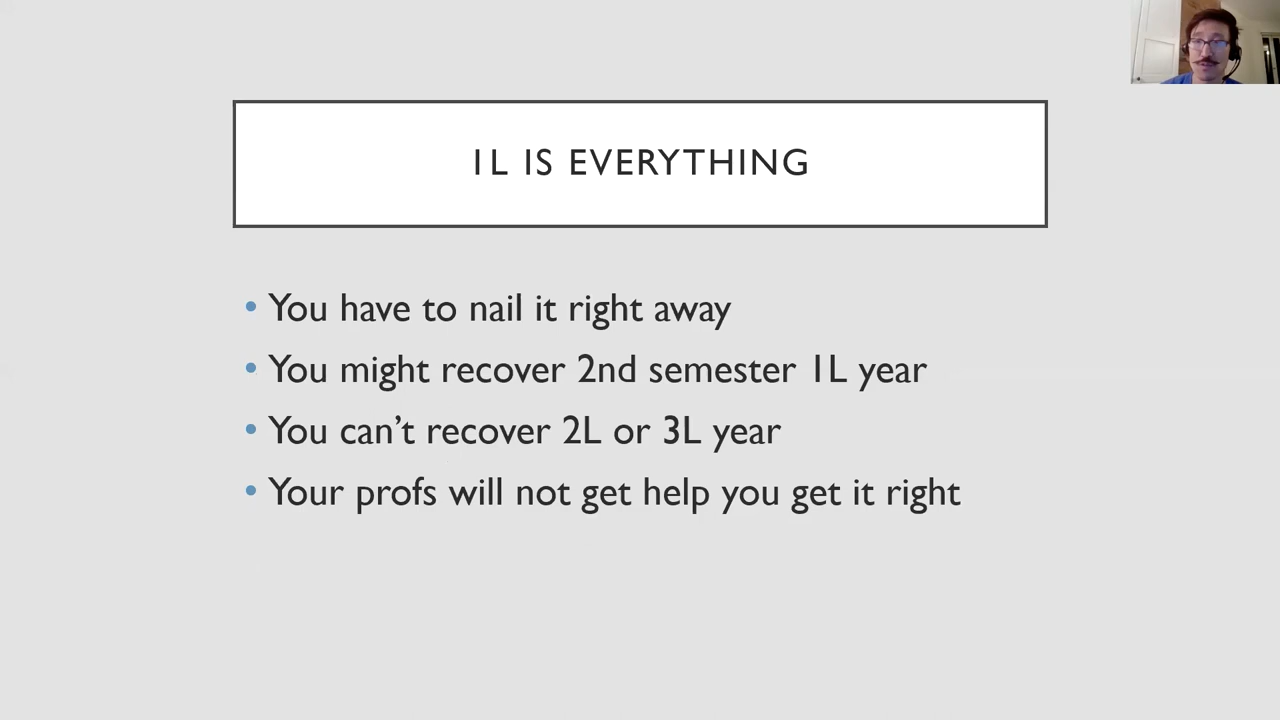 1L IS EVERYTHING
• You have to nail it right away
• You might recover 2nd semester 1L year
• You can’t recover 2L or 3L year
• Your profs will not get help you get it right